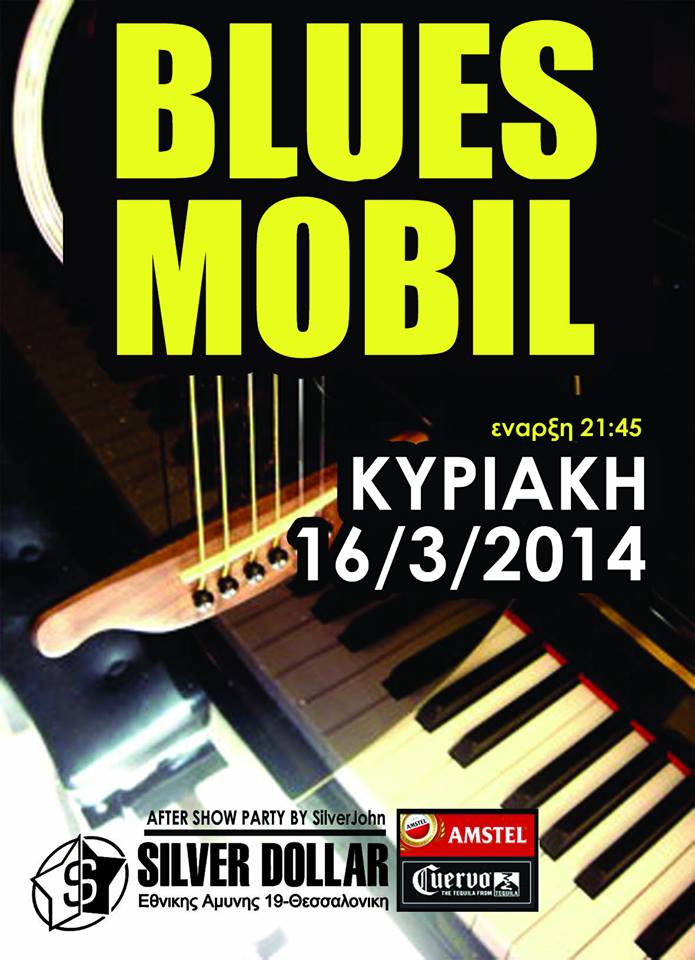 BLUES
MOBIL
εναρξη 21:45
ΚΥΡΙΑΚΗ
16/3/2014
AFTER SHOW PARTY BY SilverJohn
S
SILVER DOLLAR
Εθνικης Αμυνης 19-Θεσσαλονικη
AMSTEL
AMSTEL
Cuervo
THE TEQUILA FROM TEQUILA